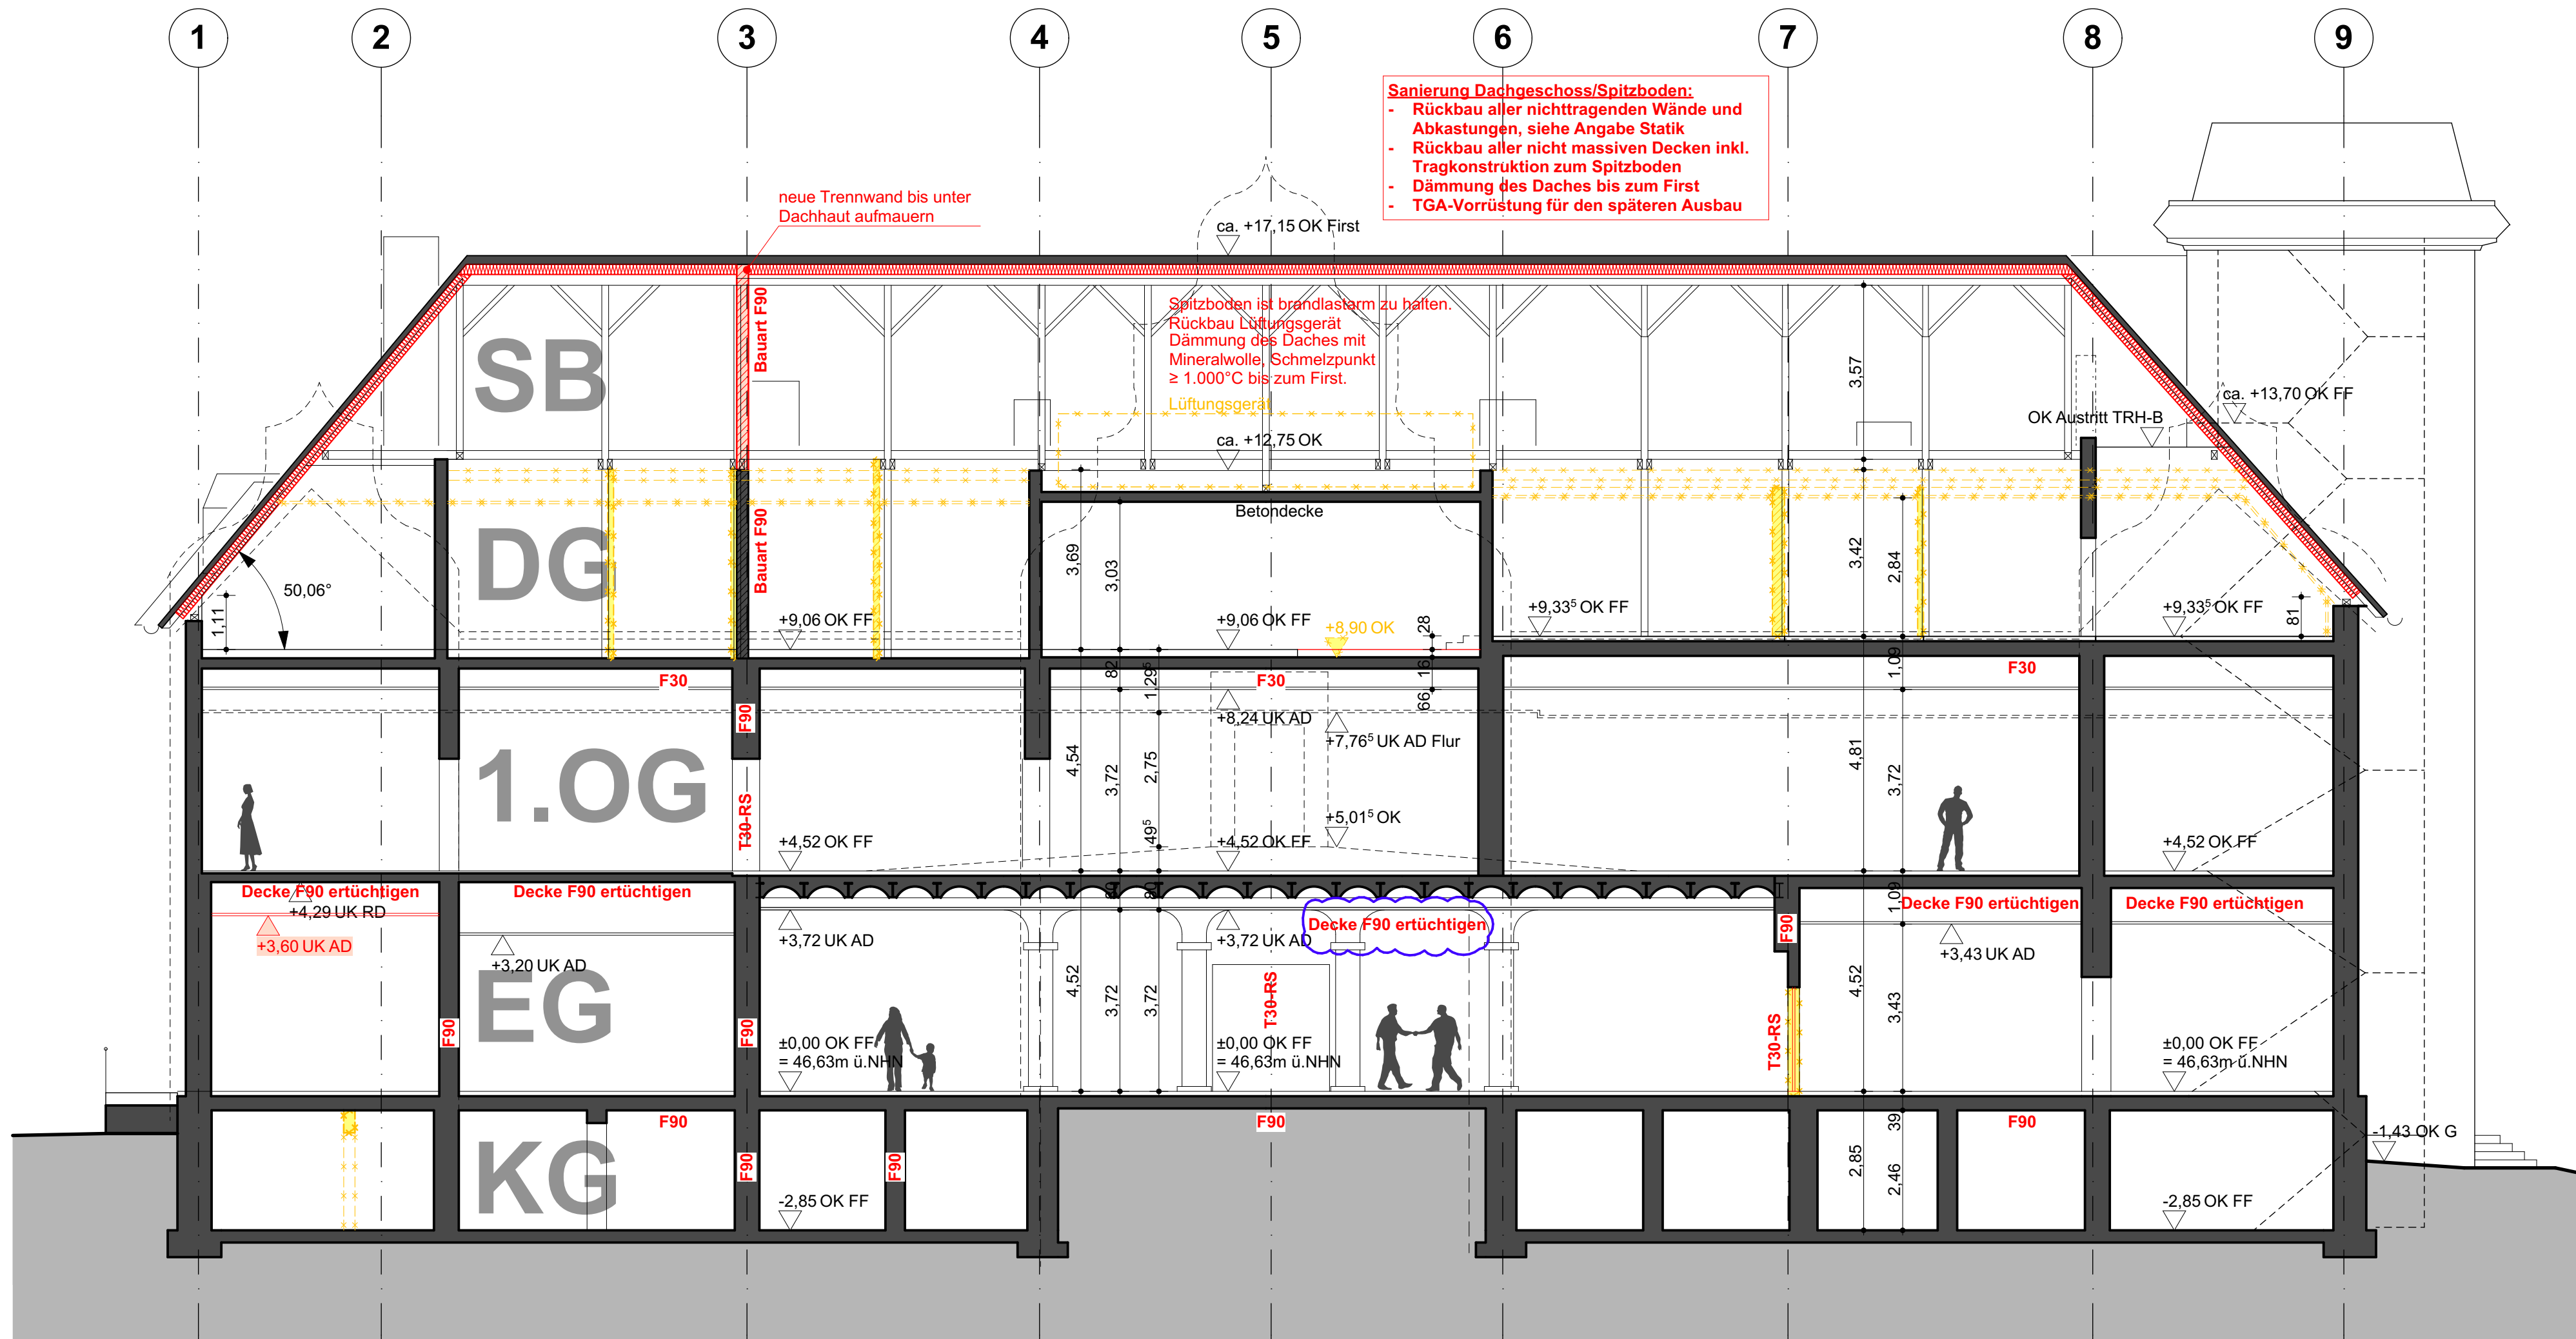 1
2
3
4
5
6
7
8
9
Sanierung Dachgeschoss/Spitzboden:
- Rückbau aller nichttragenden Wände und
Abkastungen, siehe Angabe Statik
- Rückbau aller nicht massiven Decken inkl.
Tragkonstruktion zum Spitzboden
- Dämmung des Daches bis zum First
- TGA-Vorrüstung für den späteren Ausbau
neue Trennwand bis unter
Dachhaut aufmauern
ca. +17,15 OK First
Bauart F90
Spitzboden ist brandlastarm zu halten.
Rückbau Lüftungsgerät
Dämmung des Daches mit
Mineralwolle, Schmelzpunkt
≥ 1.000°C bis zum First.
Lüftungsgerät
SB
3,57
ca. +13,70 OK FF
OK Austritt TRH-B
ca. +12,75 OK
Betondecke
DG
Bauart F90
3,69
3,03
3,42
2,84
50,06°
1,11
+9,06 OK FF
+9,06 OK FF
+8,90 OK
28
+9,33⁵ OK FF
+9,33⁵ OK FF
81
F30
82
1,29⁵
F30
16
66
1,09
F30
F90
+8,24 UK AD
+7,76⁵ UK AD Flur
1.OG
4,54
3,72
2,75
4,81
3,72
T30-RS
+4,52 OK FF
49⁵
+5,01⁵ OK
+4,52 OK FF
+4,52 OK FF
Decke F90 ertüchtigen
Decke F90 ertüchtigen
80
80
1,09
Decke F90 ertüchtigen
Decke F90 ertüchtigen
Decke F90 ertüchtigen
+4,29 UK RD
+3,60 UK AD
+3,20 UK AD
+3,72 UK AD
+3,72 UK AD
F90
+3,43 UK AD
EG
F90
F90
4,52
3,72
3,72
T30-RS
T30-RS
4,52
3,43
±0,00 OK FF
= 46,63m ü.NHN
±0,00 OK FF
= 46,63m ü.NHN
±0,00 OK FF
= 46,63m ü.NHN
F90
F90
39
F90
-1,43 OK G
KG
F90
F90
2,85
2,46
-2,85 OK FF
-2,85 OK FF